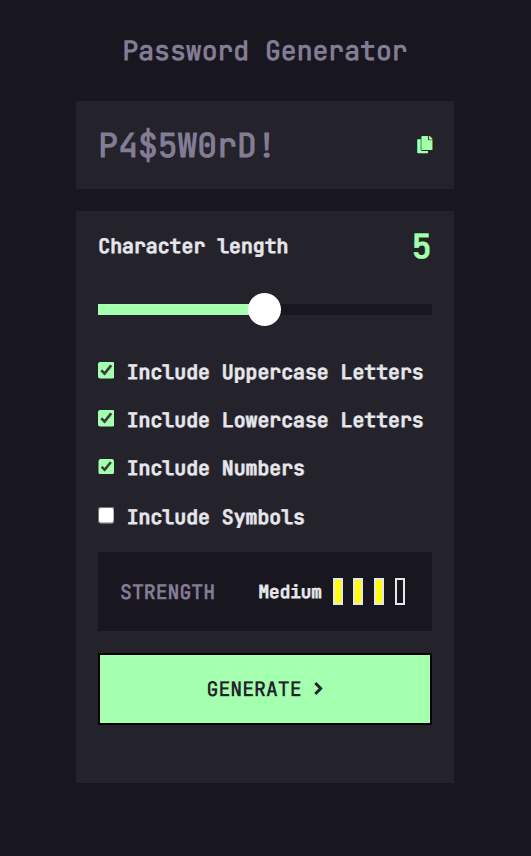 Password Generator
P4$5W0rD!
Character length 5
Include Uppercase Letters
Include Lowercase Letters
Include Numbers
Include Symbols
STRENGTH Medium
GENERATE >